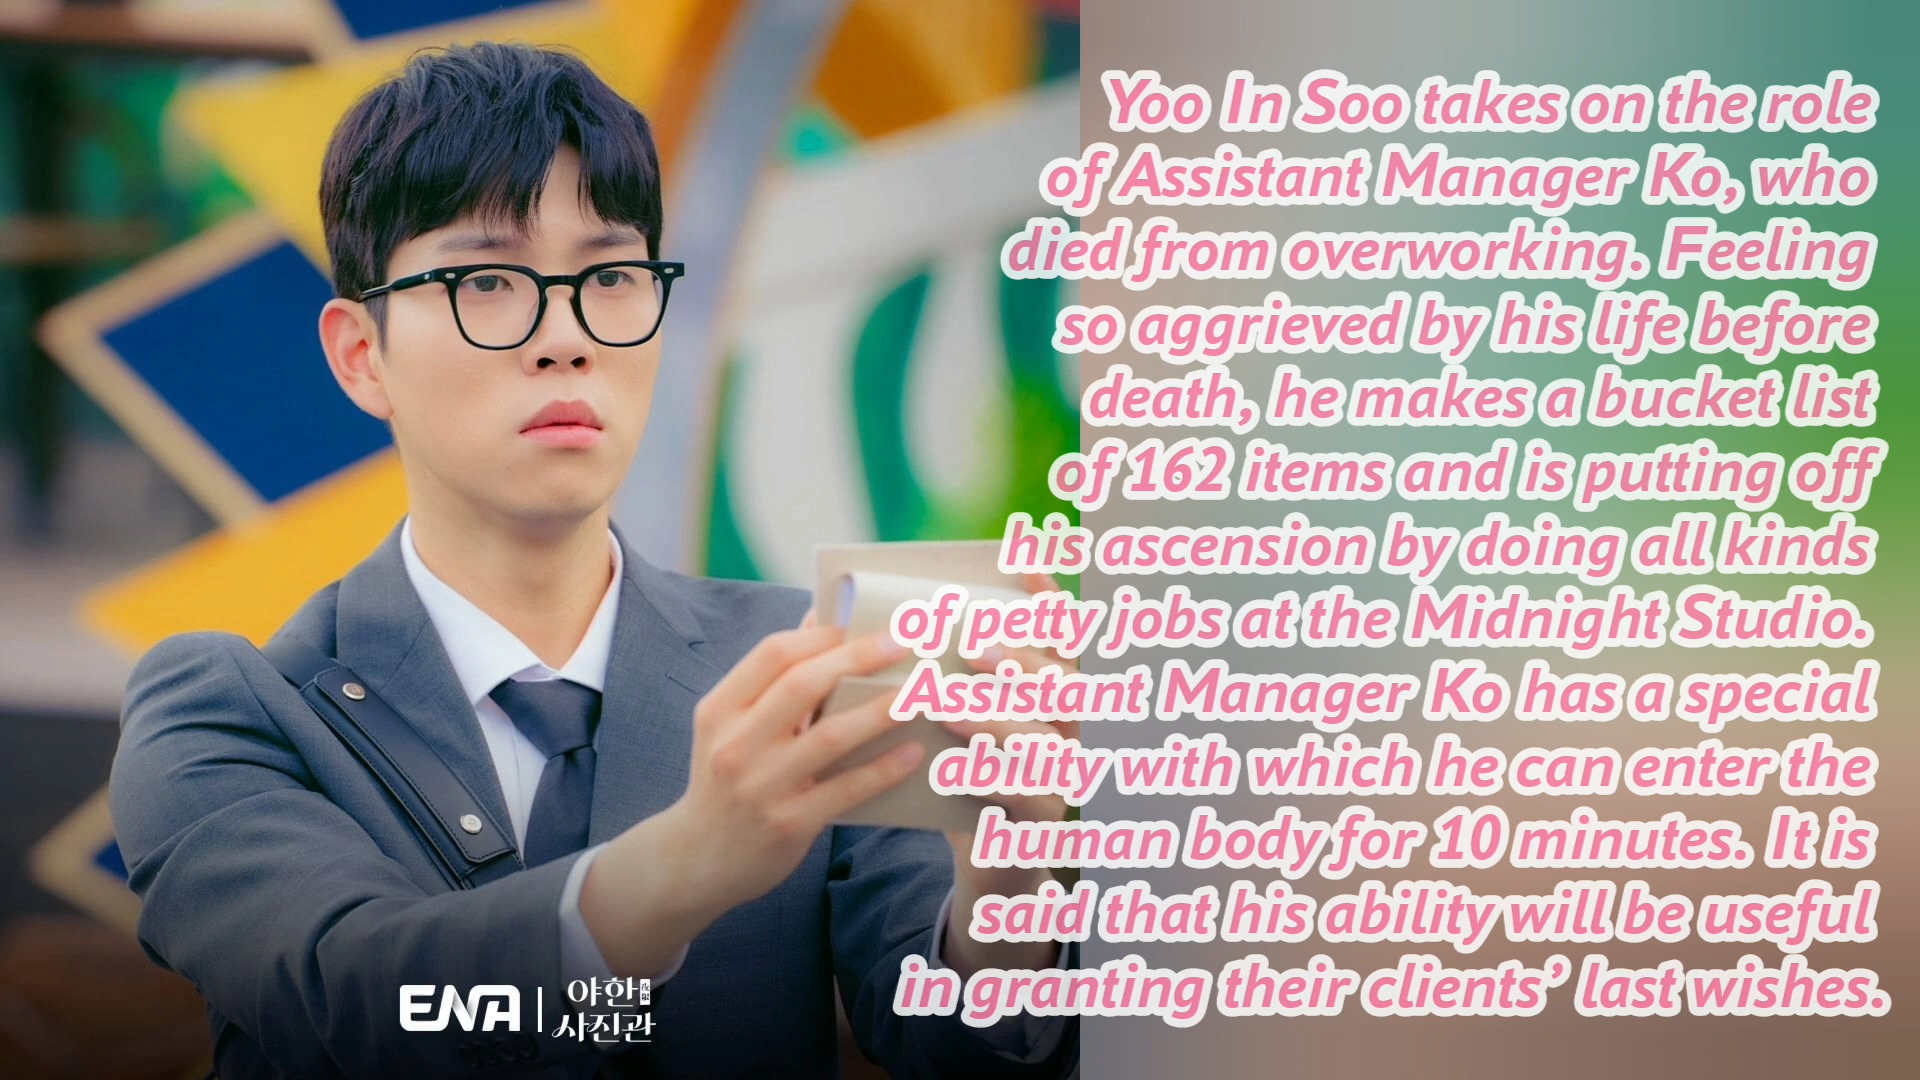 Yoo In Soo takes on the role
of Assistant Manager Ko, who
died from overworking. Feeling
so aggrieved by his life before
death, he makes a bucket list
of 162 items and is putting off
his ascension by doing all kinds
of petty jobs at the Midnight Studio.
Assistant Manager Ko has a special
ability with which he can enter the
human body for 10 minutes. It is
said that his ability will be useful
in granting their clients’ last wishes.
ENA
야한
사진관